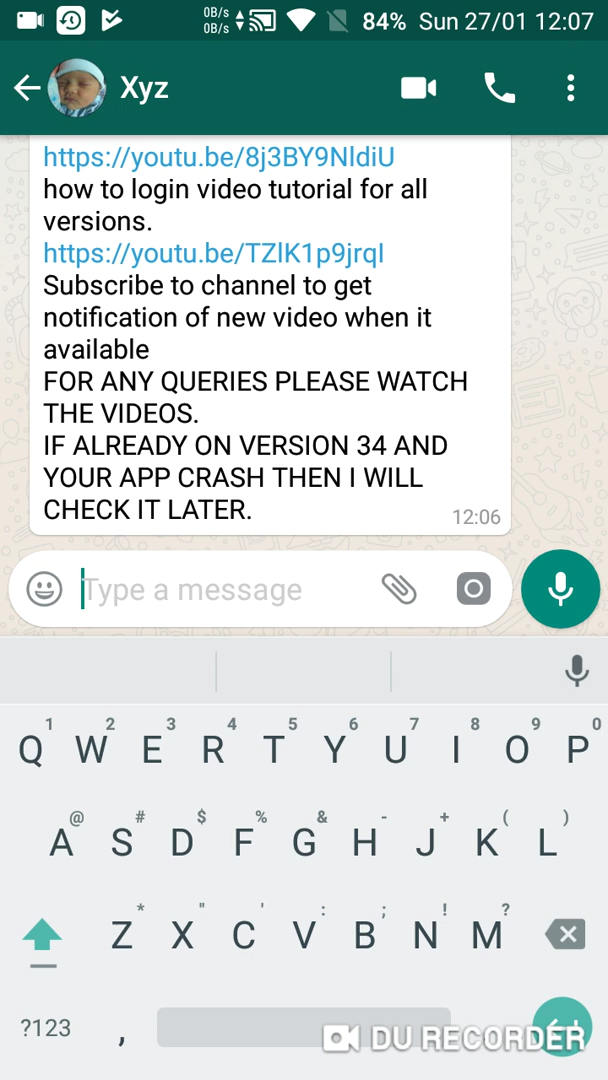 0B/s
0B/s
84% Sun 27/01 12:07
Xyz
https://youtu.be/8j3BY9NldiU
how to login video tutorial for all
versions.
https://youtu.be/TZlK1p9jrqI
Subscribe to channel to get
notification of new video when it
available
FOR ANY QUERIES PLEASE WATCH
THE VIDEOS.
IF ALREADY ON VERSION 34 AND
YOUR APP CRASH THEN I WILL
CHECK IT LATER.
12:06
Type a message
1 2 3 4 5 6 7 8 9 0
Q W E R T Y U I O P
@ # $ % & - + ( )
A S D F G H J K L
* " ' : ; ! ?
Z X C V B N M
?123 ,
DU RECORDER